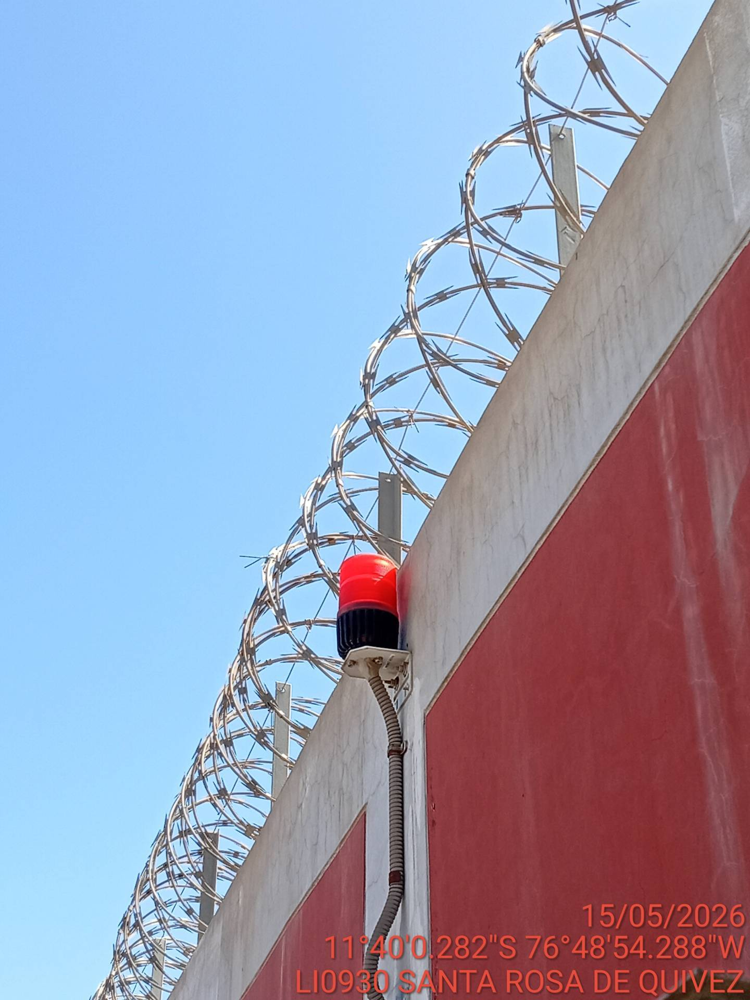 15/05/2026
11°40'0.282"S 76°48'54.288"W
LI0930 SANTA ROSA DE QUIVEZ